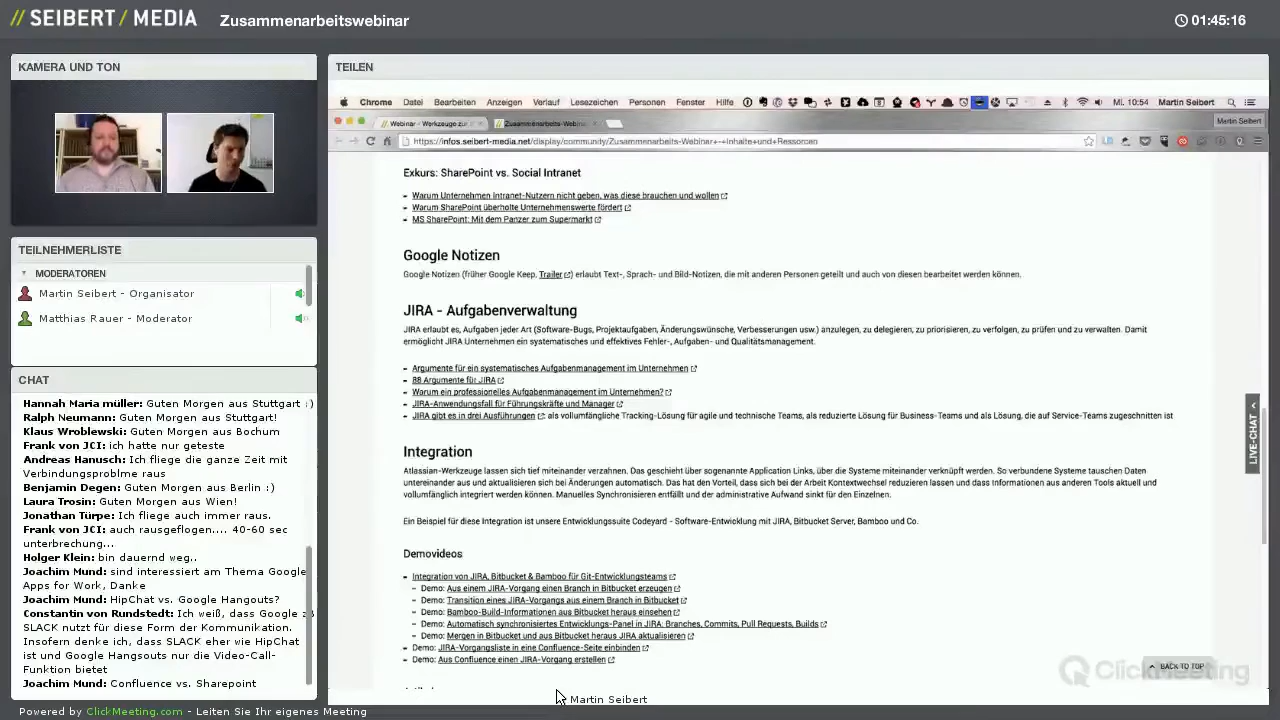 // SEIBERT / MEDIA
Zusammenarbeitswebinar
01:45:16
KAMERA UND TON
TEILNEHMERLISTE
MODERATOREN
Martin Seibert - Organisator
Matthias Rauer - Moderator
CHAT
Hannah Maria müller: Guten Morgen aus Stuttgart :)
Ralph Neumann: Guten Morgen aus Stuttgart!
Klaus Wroblewski: Guten Morgen aus Bochum
Frank von JCI: ich hatte nur geteste
Andreas Hanusch: Ich fliege die ganze Zeit mit
Verbindungsproblme raus
Benjamin Degen: Guten Morgen aus Berlin :)
Laura Trosin: Guten Morgen aus Wien!
Jonathan Türpe: Ich fliege auch immer raus.
Frank von JCI: auch rausgeflogen.... 40-60 sec
unterbrechung...
Holger Klein: bin dauernd weg..
Joachim Mund: sind interessiert am Thema Google
Apps for Work, Danke
Joachim Mund: HipChat vs. Google Hangouts?
Constantin von Rundstedt: Ich weiß, dass Google z
SLACK nutzt für diese Form der Kommunikation.
Insofern denke ich, dass SLACK eher wie HipChat
ist und Google Hangsouts nur die Video-Call-
Funktion bietet
Joachim Mund: Confluence vs. Sharepoint
Powered by ClickMeeting.com - Leiten Sie Ihr eigenes Meeting
TEILEN
Chrome Datei Bearbeiten Anzeigen Verlauf Lesezeichen Personen Fenster Hilfe Mi. 10:54 Martin Seibert
Webinar - Werkzeuge zur Zusammenarbeits-Webinar Martin Seibert
https://infos.seibert-media.net/display/community/Zusammenarbeits-Webinar+-+Inhalte+und+Ressorcen
Exkurs: SharePoint vs. Social Intranet
Warum Unternehmen Intranet-Nutzern nicht geben, was diese brauchen und wollen
Warum SharePoint überholte Unternehmenswerte fördert
MS SharePoint: Mit dem Panzer zum Supermarkt
Google Notizen
Google Notizen (früher Google Keep, Trailer) erlaubt Text-, Sprach- und Bild-Notizen, die mit anderen Personen geteilt und auch von diesen bearbeitet werden können.
JIRA - Aufgabenverwaltung
JIRA erlaubt es, Aufgaben jeder Art (Software-Bugs, Projektaufgaben, Änderungswünsche, Verbesserungen usw.) anzulegen, zu delegieren, zu priorisieren, zu verfolgen, zu prüfen und zu verwalten. Damit
ermöglicht JIRA Unternehmen ein systematisches und effektives Fehler-, Aufgaben- und Qualitätsmanagement.
Argumente für ein systematisches Aufgabenmanagement im Unternehmen
88 Argumente für JIRA
Warum ein professionelles Aufgabenmanagement im Unternehmen?
JIRA-Anwendungsfall für Führungskräfte und Manager
JIRA gibt es in drei Ausführungen: als vollumfängliche Tracking-Lösung für agile und technische Teams, als reduzierte Lösung für Business-Teams und als Lösung, die auf Service-Teams zugeschnitten ist
Integration
Atlassian-Werkzeuge lassen sich tief miteinander verzahnen. Das geschieht über sogenannte Application Links, über die Systeme miteinander verknüpft werden. So verbundene Systeme tauschen Daten
untereinander aus und aktualisieren sich bei Änderungen automatisch. Das hat den Vorteil, dass sich bei der Arbeit Kontextwechsel reduzieren lassen und dass Informationen aus anderen Tools aktuell und
vollumfänglich integriert werden können. Manuelles Synchronisieren entfällt und der administrative Aufwand sinkt für den Einzelnen.
Ein Beispiel für diese Integration ist unsere Entwicklungssuite Codeyard - Software-Entwicklung mit JIRA, Bitbucket Server, Bamboo und Co.
Demovideos
Integration von JIRA, Bitbucket & Bamboo für Git-Entwicklungsteams
Demo: Aus einem JIRA-Vorgang einen Branch in Bitbucket erzeugen
Demo: Transition eines JIRA-Vorgangs aus einem Branch in Bitbucket
Demo: Bamboo-Build-Informationen aus Bitbucket heraus einsehen
Demo: Automatisch synchronisiertes Entwicklungs-Panel in JIRA: Branches, Commits, Pull Requests, Builds
Demo: Mergen in Bitbucket und aus Bitbucket heraus JIRA aktualisieren
Demo: JIRA-Vorgangsliste in eine Confluence-Seite einbinden
Demo: Aus Confluence einen JIRA-Vorgang erstellen
LIVE-CHAT
BACK TO TOP
ClickMeeting
Martin Seibert